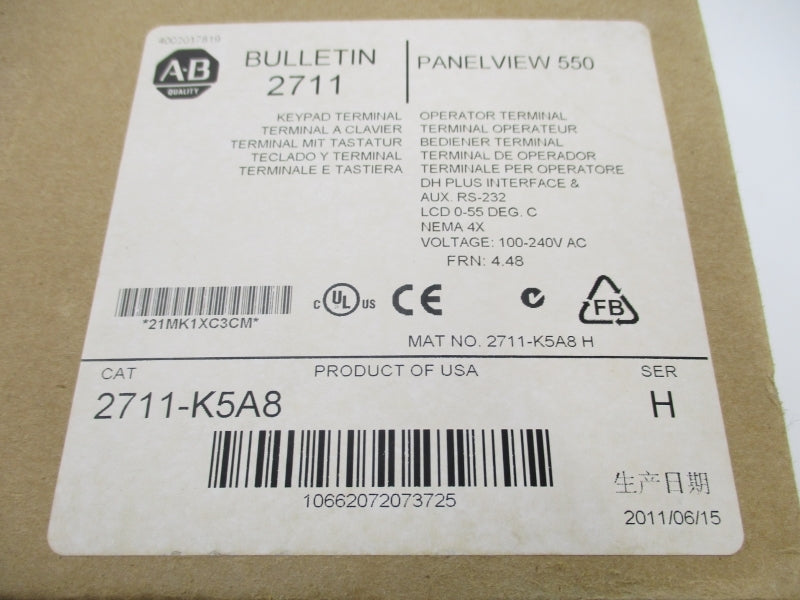 40020178 19
A-B
QUALITY
BULLETIN
2711
PANELVIEW 550
KEYPAD TERMINAL
TERMINAL A CLAVIER
TERMINAL MIT TASTATUR
TECLADO Y TERMINAL
TERMINALE E TASTIERA
OPERATOR TERMINAL
TERMINAL OPERATEUR
BEDIENER TERMINAL
TERMINAL DE OPERADOR
TERMINALE PER OPERATORE
DH PLUS INTERFACE &
AUX. RS-232
LCD 0-55 DEG. C
NEMA 4X
VOLTAGE: 100-240V AC
FRN: 4.48
*21MK1XC3CM*
C UL US
CE
FB
MAT NO. 2711-K5A8 H
CAT
PRODUCT OF USA
SER
2711-K5A8
H
10662072073725
生产日期
2011/06/15